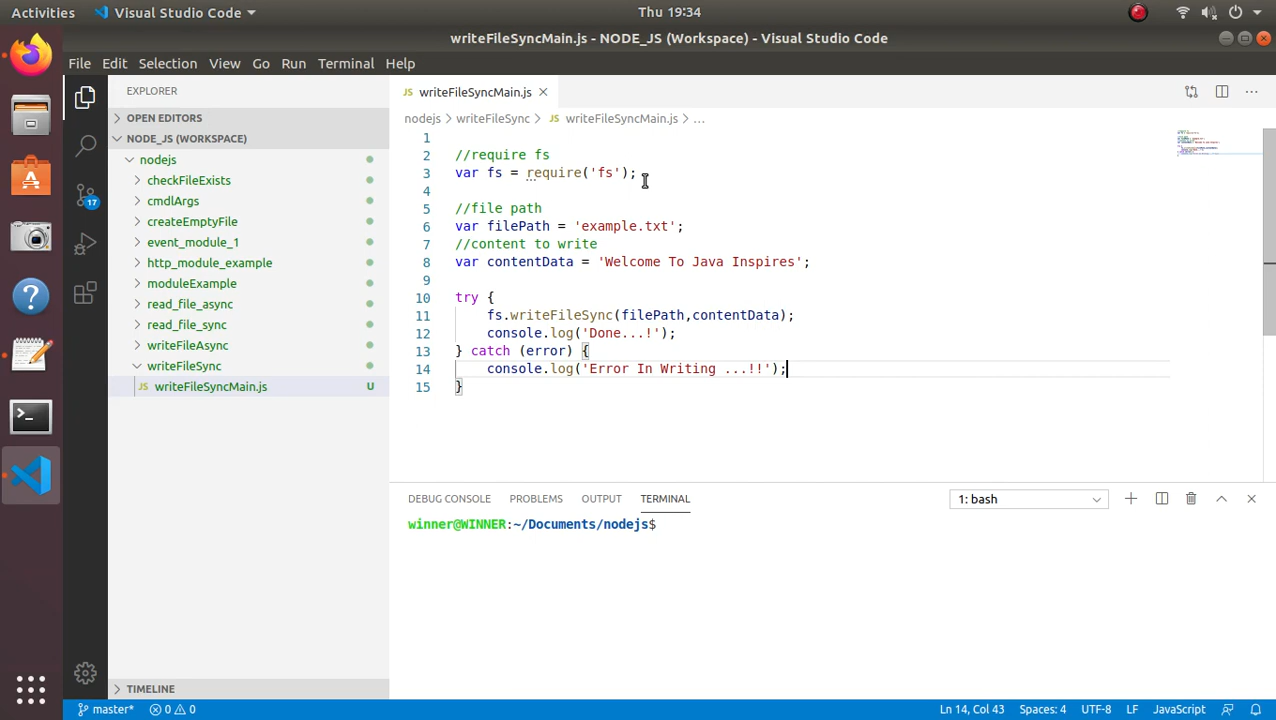 Activities
Visual Studio Code
Thu 19:34
writeFileSyncMain.js - NODE_JS (Workspace) - Visual Studio Code
File Edit Selection View Go Run Terminal Help
EXPLORER
OPEN EDITORS
NODE_JS (WORKSPACE)
nodejs
checkFileExists
cmdlArgs
createEmptyFile
event_module_1
http_module_example
moduleExample
read_file_async
read_file_sync
writeFileAsync
writeFileSync
JS writeFileSyncMain.js U
TIMELINE
17
JS writeFileSyncMain.js
nodejs > writeFileSync > JS writeFileSyncMain.js > ...
1
2 //require fs
3 var fs = require('fs');
4
5 //file path
6 var filePath = 'example.txt';
7 //content to write
8 var contentData = 'Welcome To Java Inspires';
9
10 try {
11 fs.writeFileSync(filePath,contentData);
12 console.log('Done...!');
13 } catch (error) {
14 console.log('Error In Writing ...!!');
15 }
DEBUG CONSOLE PROBLEMS OUTPUT TERMINAL
1: bash
winner@WINNER:~/Documents/nodejs$
master* 0 0
Ln 14, Col 43 Spaces: 4 UTF-8 LF JavaScript